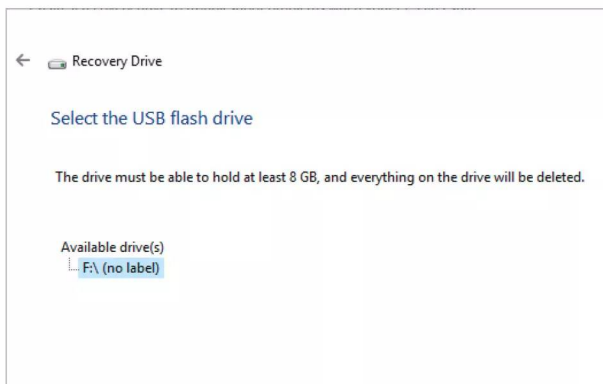 Recovery Drive
Select the USB flash drive
The drive must be able to hold at least 8 GB, and everything on the drive will be deleted.
Available drive(s)
F:\ (no label)